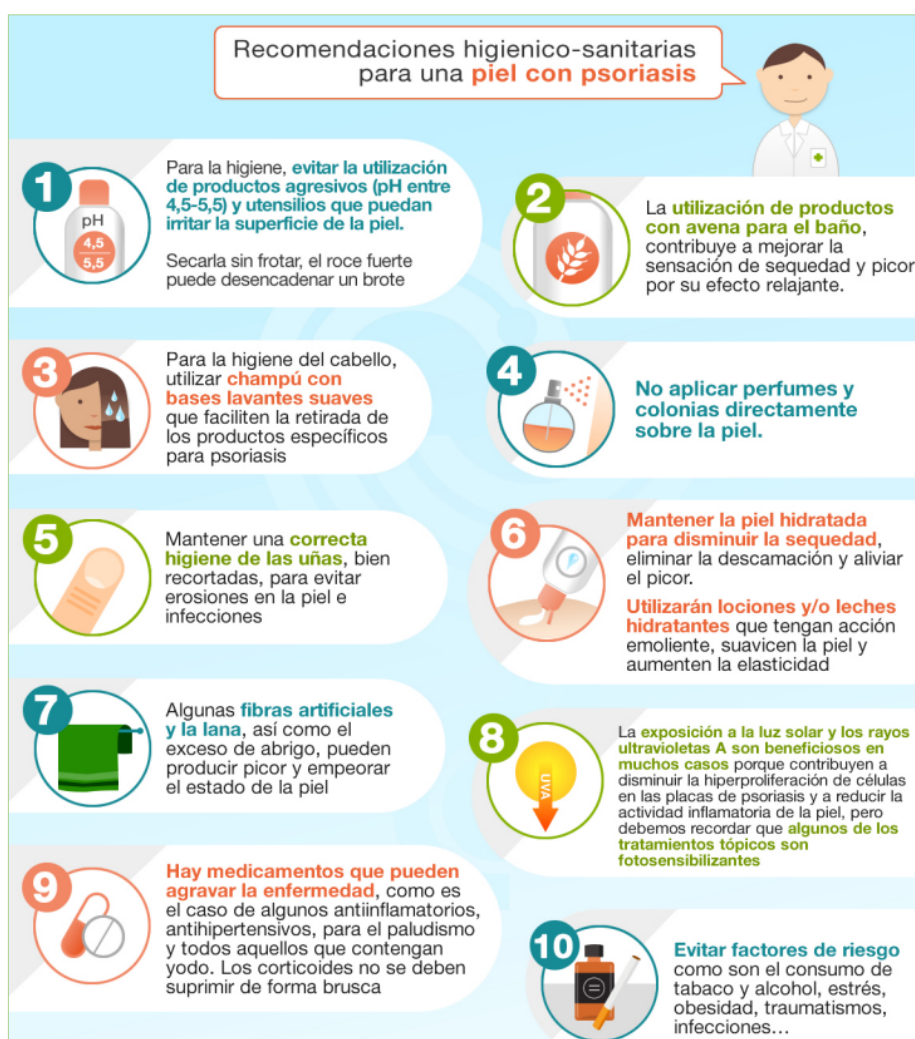 Recomendaciones higienico-sanitarias
para una piel con psoriasis
1
pH
4,5
5,5
Para la higiene, evitar la utilización
de productos agresivos (pH entre
4,5-5,5) y utensilios que puedan
irritar la superficie de la piel.
Secarla sin frotar, el roce fuerte
puede desencadenar un brote
2
La utilización de productos
con avena para el baño,
contribuye a mejorar la
sensación de sequedad y picor
por su efecto relajante.
3
Para la higiene del cabello,
utilizar champú con
bases lavantes suaves
que faciliten la retirada de
los productos específicos
para psoriasis
4
No aplicar perfumes y
colonias directamente
sobre la piel.
5
Mantener una correcta
higiene de las uñas, bien
recortadas, para evitar
erosiones en la piel e
infecciones
6
Mantener la piel hidratada
para disminuir la sequedad,
eliminar la descamación y aliviar
el picor.
Utilizarán lociones y/o leches
hidratantes que tengan acción
emoliente, suavicen la piel y
aumenten la elasticidad
7
Algunas fibras artificiales
y la lana, así como el
exceso de abrigo, pueden
producir picor y empeorar
el estado de la piel
8
UVA
La exposición a la luz solar y los rayos
ultravioletas A son beneficiosos en
muchos casos porque contribuyen a
disminuir la hiperproliferación de células
en las placas de psoriasis y a reducir la
actividad inflamatoria de la piel, pero
debemos recordar que algunos de los
tratamientos tópicos son
fotosensibilizantes
9
Hay medicamentos que pueden
agravar la enfermedad, como es
el caso de algunos antiinflamatorios,
antihipertensivos, para el paludismo
y todos aquellos que contengan
yodo. Los corticoides no se deben
suprimir de forma brusca
10
Evitar factores de riesgo
como son el consumo de
tabaco y alcohol, estrés,
obesidad, traumatismos,
infecciones...